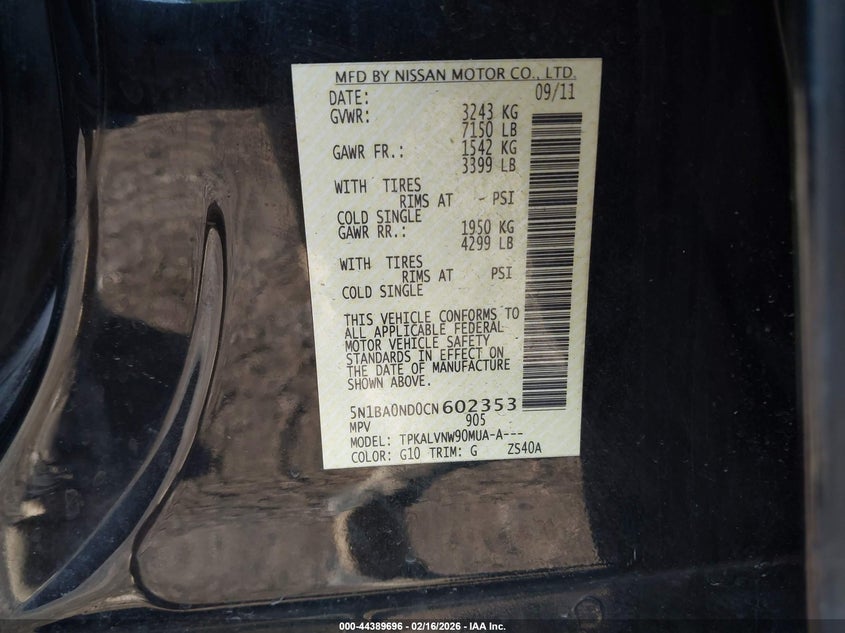 MFD BY NISSAN MOTOR CO., LTD.
DATE: 09/11
GVWR: 3243 KG
7150 LB
GAWR FR.: 1542 KG
3399 LB
WITH TIRES
RIMS AT - PSI
COLD SINGLE
GAWR RR.: 1950 KG
4299 LB
WITH TIRES
RIMS AT PSI
COLD SINGLE
THIS VEHICLE CONFORMS TO
ALL APPLICABLE FEDERAL
MOTOR VEHICLE SAFETY
STANDARDS IN EFFECT ON
THE DATE OF MANUFACTURE
SHOWN ABOVE.
5N1BA0ND0CN602353
MPV 905
MODEL: TPKALVNW90MUA-A---
COLOR: G10 TRIM: G ZS40A
000-44389696 - 02/16/2026 - IAA Inc.